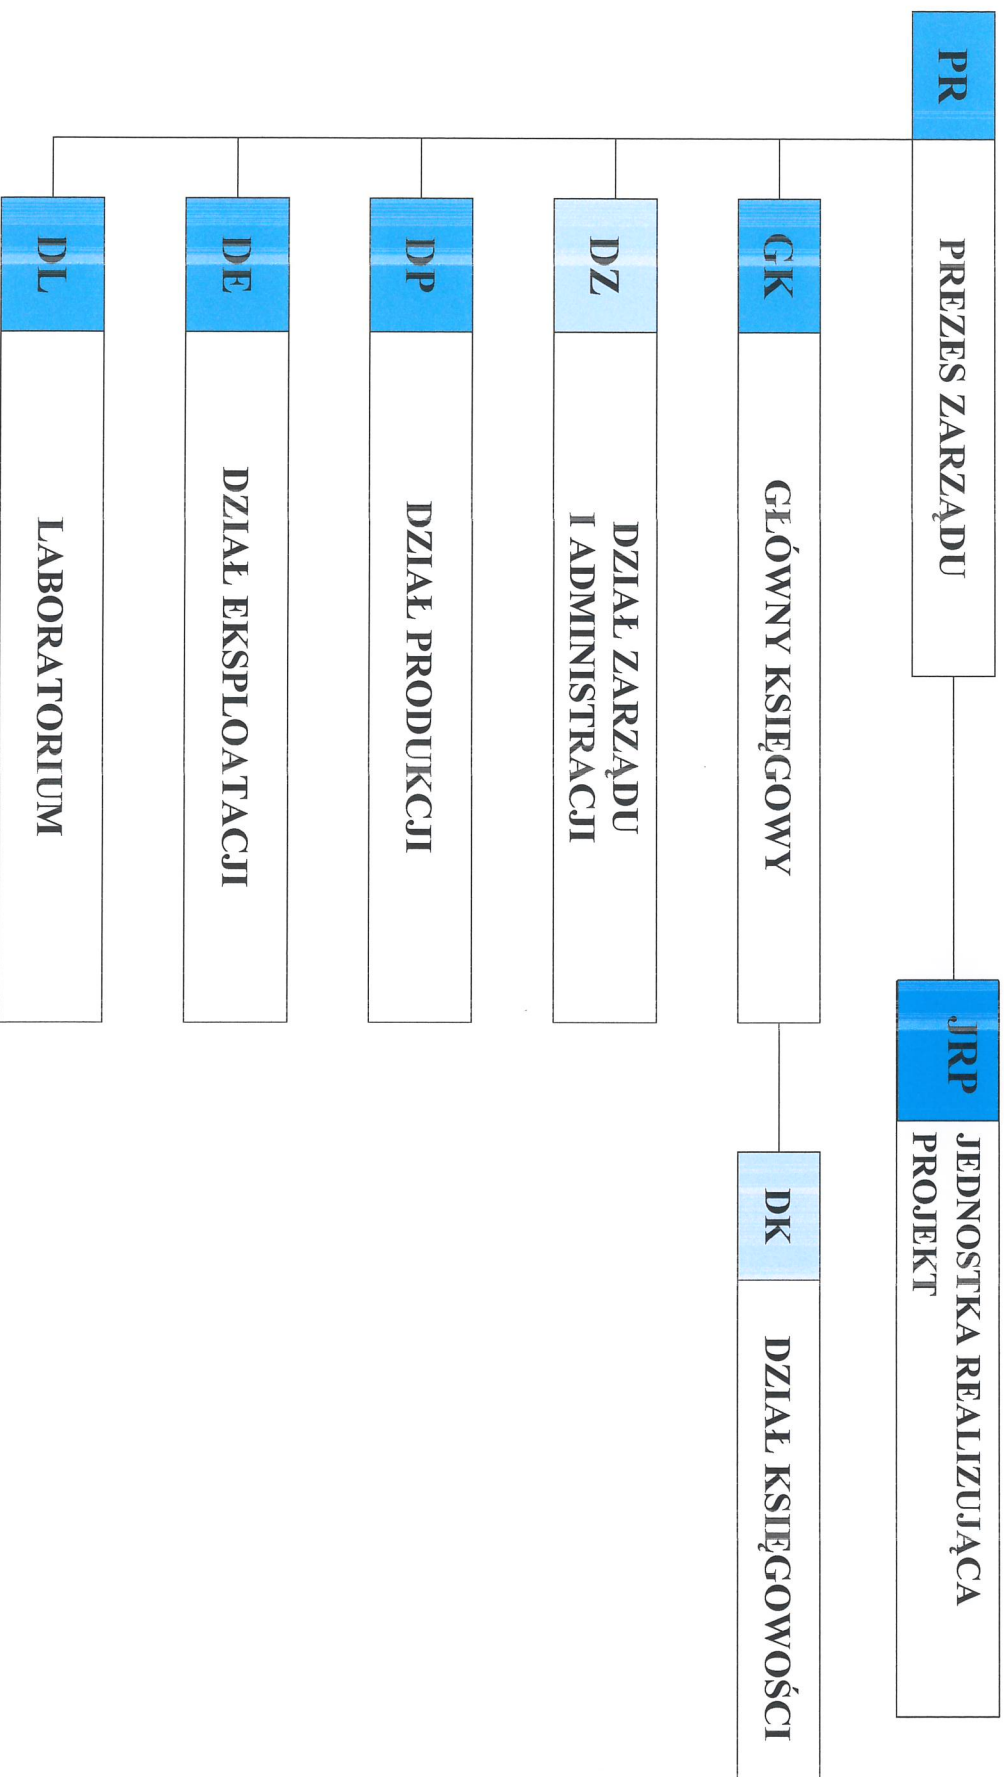 PR
PREZES ZARZĄDU
JRP
JEDNOSTKA REALIZUJĄCA
PROJEKT
GK
GŁÓWNY KSIĘGOWY
DK
DZIAŁ KSIĘGOWOŚCI
DZ
DZIAŁ ZARZĄDU
I ADMINISTRACJI
DP
DZIAŁ PRODUKCJI
DE
DZIAŁ EKSPLOATACJI
DL
LABORATORIUM